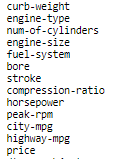 curb-weight
engine-type
num-of-cylinders
engine-size
fuel-system
bore
stroke
compression-ratio
horsepower
peak-rpm
city-mpg
highway-mpg
price